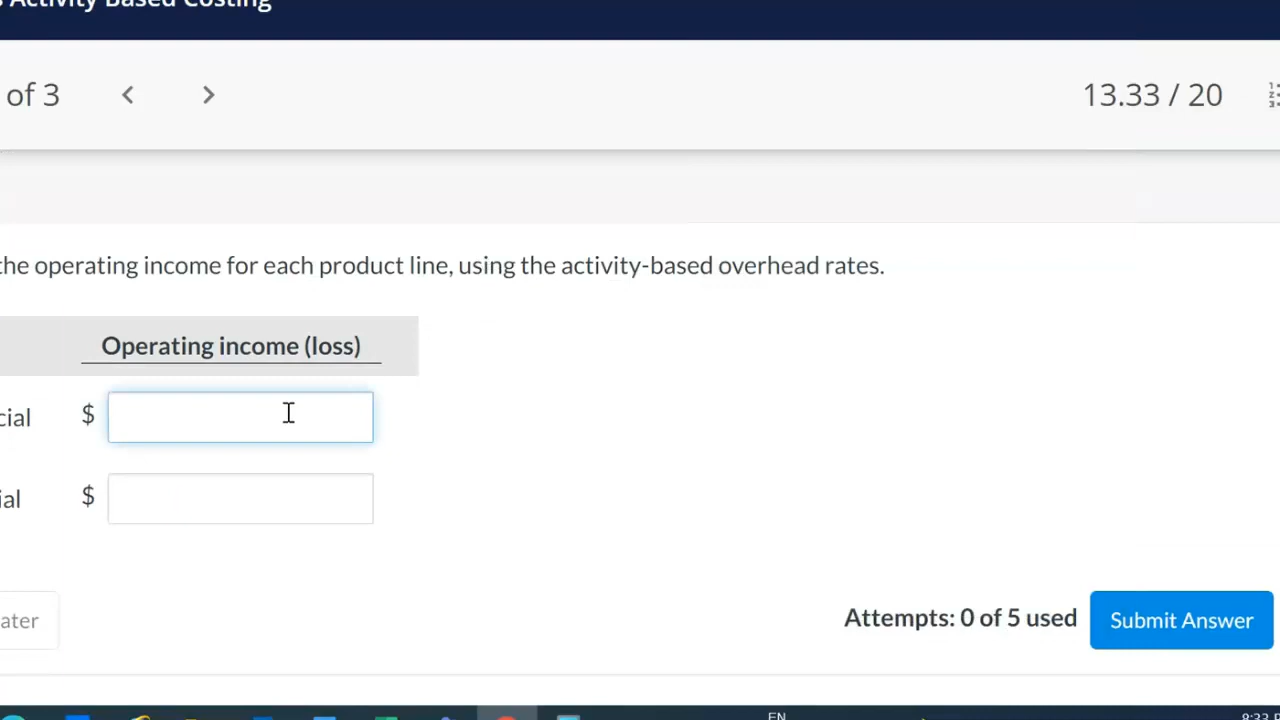 Activity Based Costing
of 3
13.33 / 20
the operating income for each product line, using the activity-based overhead rates.
Operating income (loss)
cial $
ial $
ater
Attempts: 0 of 5 used
Submit Answer
EN